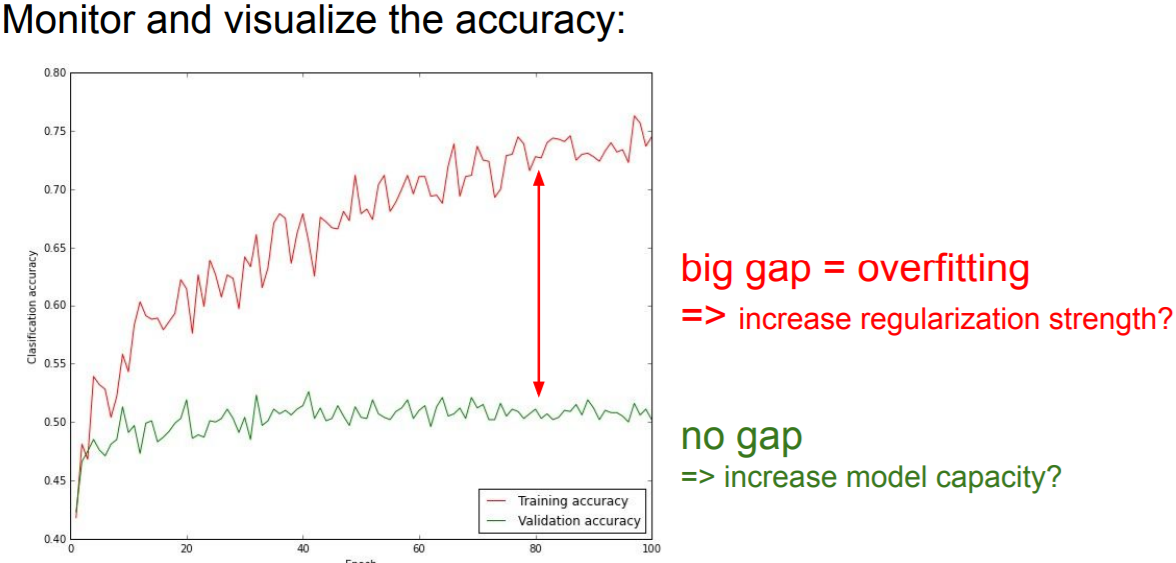 Monitor and visualize the accuracy:
0.80
0.75
0.70
0.65
0.60
0.55
0.50
0.45
0.40
Clasification accuracy
0
20
40
60
80
100
Training accuracy
Validation accuracy
big gap = overfitting
=> increase regularization strength?
no gap
=> increase model capacity?